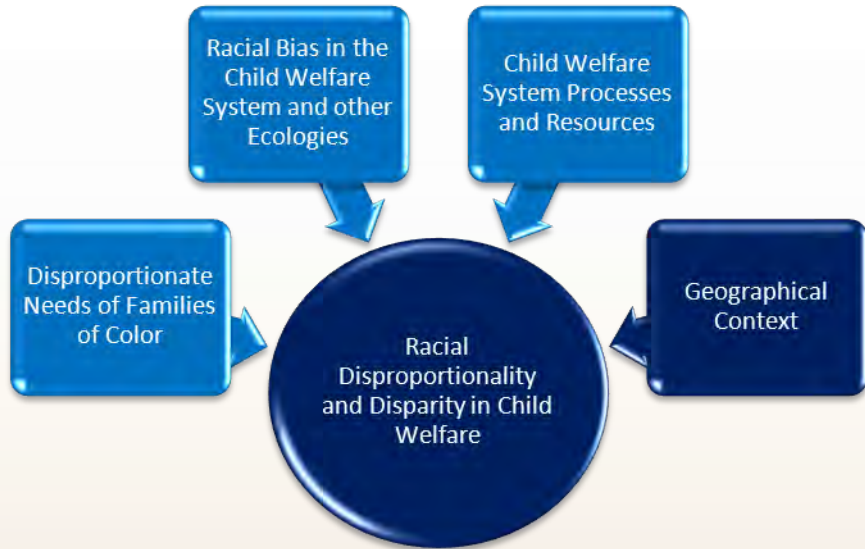 Racial Bias in the
Child Welfare
System and other
Ecologies
Child Welfare
System Processes
and Resources
Disproportionate
Needs of Families
of Color
Geographical
Context
Racial
Disproportionality
and Disparity in Child
Welfare